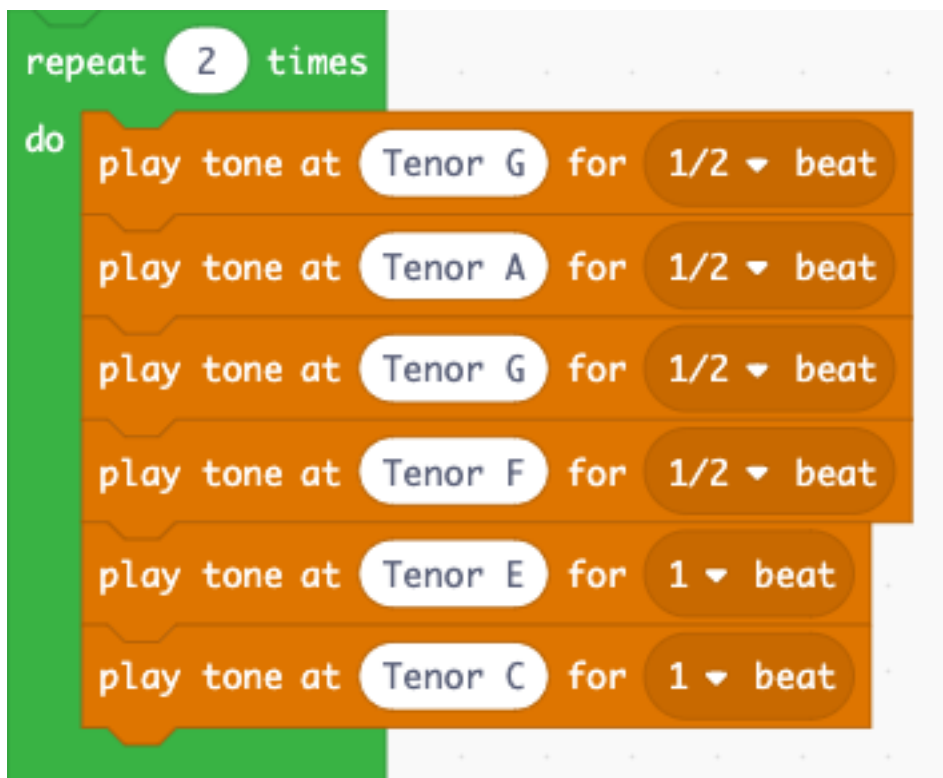 repeat 2 times
do
play tone at Tenor G for 1/2 beat
play tone at Tenor A for 1/2 beat
play tone at Tenor G for 1/2 beat
play tone at Tenor F for 1/2 beat
play tone at Tenor E for 1 beat
play tone at Tenor C for 1 beat